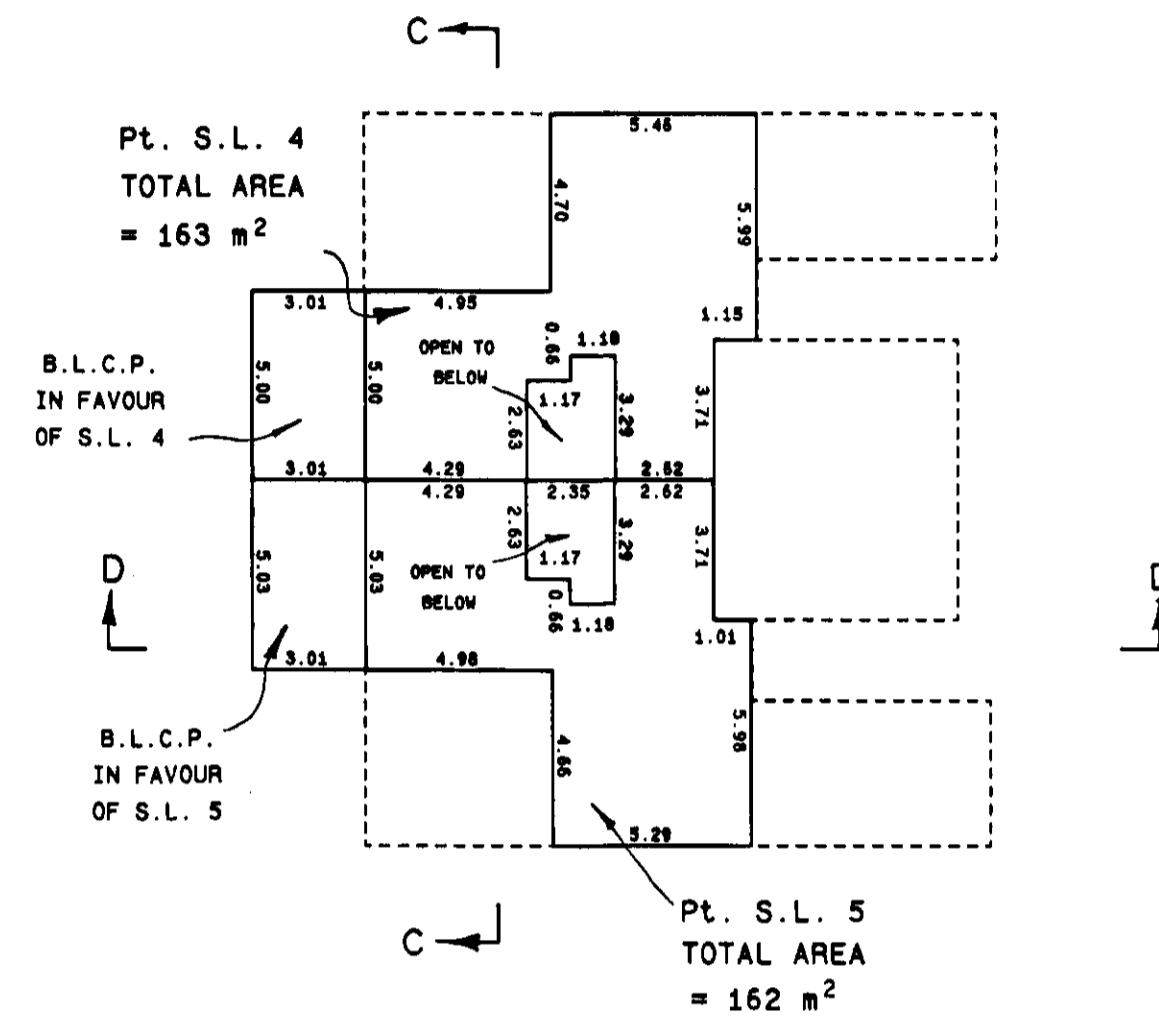 C
Pt. S.L. 4
TOTAL AREA
= 163 m²
5.46
4.70
5.99
3.01
4.95
1.15
B.L.C.P.
IN FAVOUR
OF S.L. 4
5.00
5.00
OPEN TO
BELOW
0.66
1.18
1.17
2.63
3.29
3.71
3.01
4.29
2.62
4.29
2.35
2.62
D
5.03
5.03
2.63
1.17
3.29
3.71
OPEN TO
BELOW
0.66
1.18
1.01
3.01
4.98
B.L.C.P.
IN FAVOUR
OF S.L. 5
4.66
5.98
5.29
C
Pt. S.L. 5
TOTAL AREA
= 162 m²